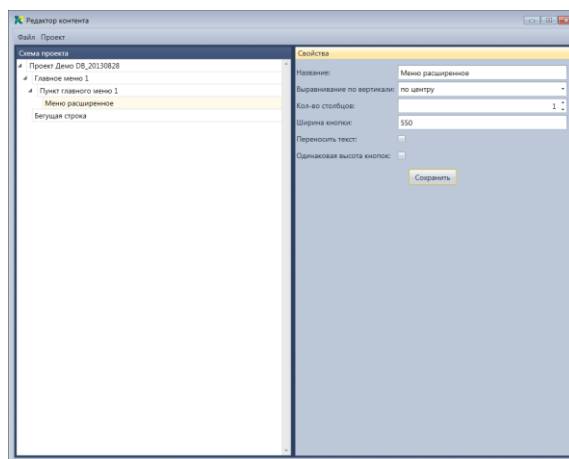 Редактор контента
Файл Проект
Схема проекта
Проект Демо DB_20130828
Главное меню 1
Пункт главного меню 1
Меню расширенное
Бегущая строка
Свойства
Название: Меню расширенное
Выравнивание по вертикали: по центру
Кол-во столбцов: 1
Ширина кнопки: 550
Переносить текст:
Одинаковая высота кнопок:
Сохранить